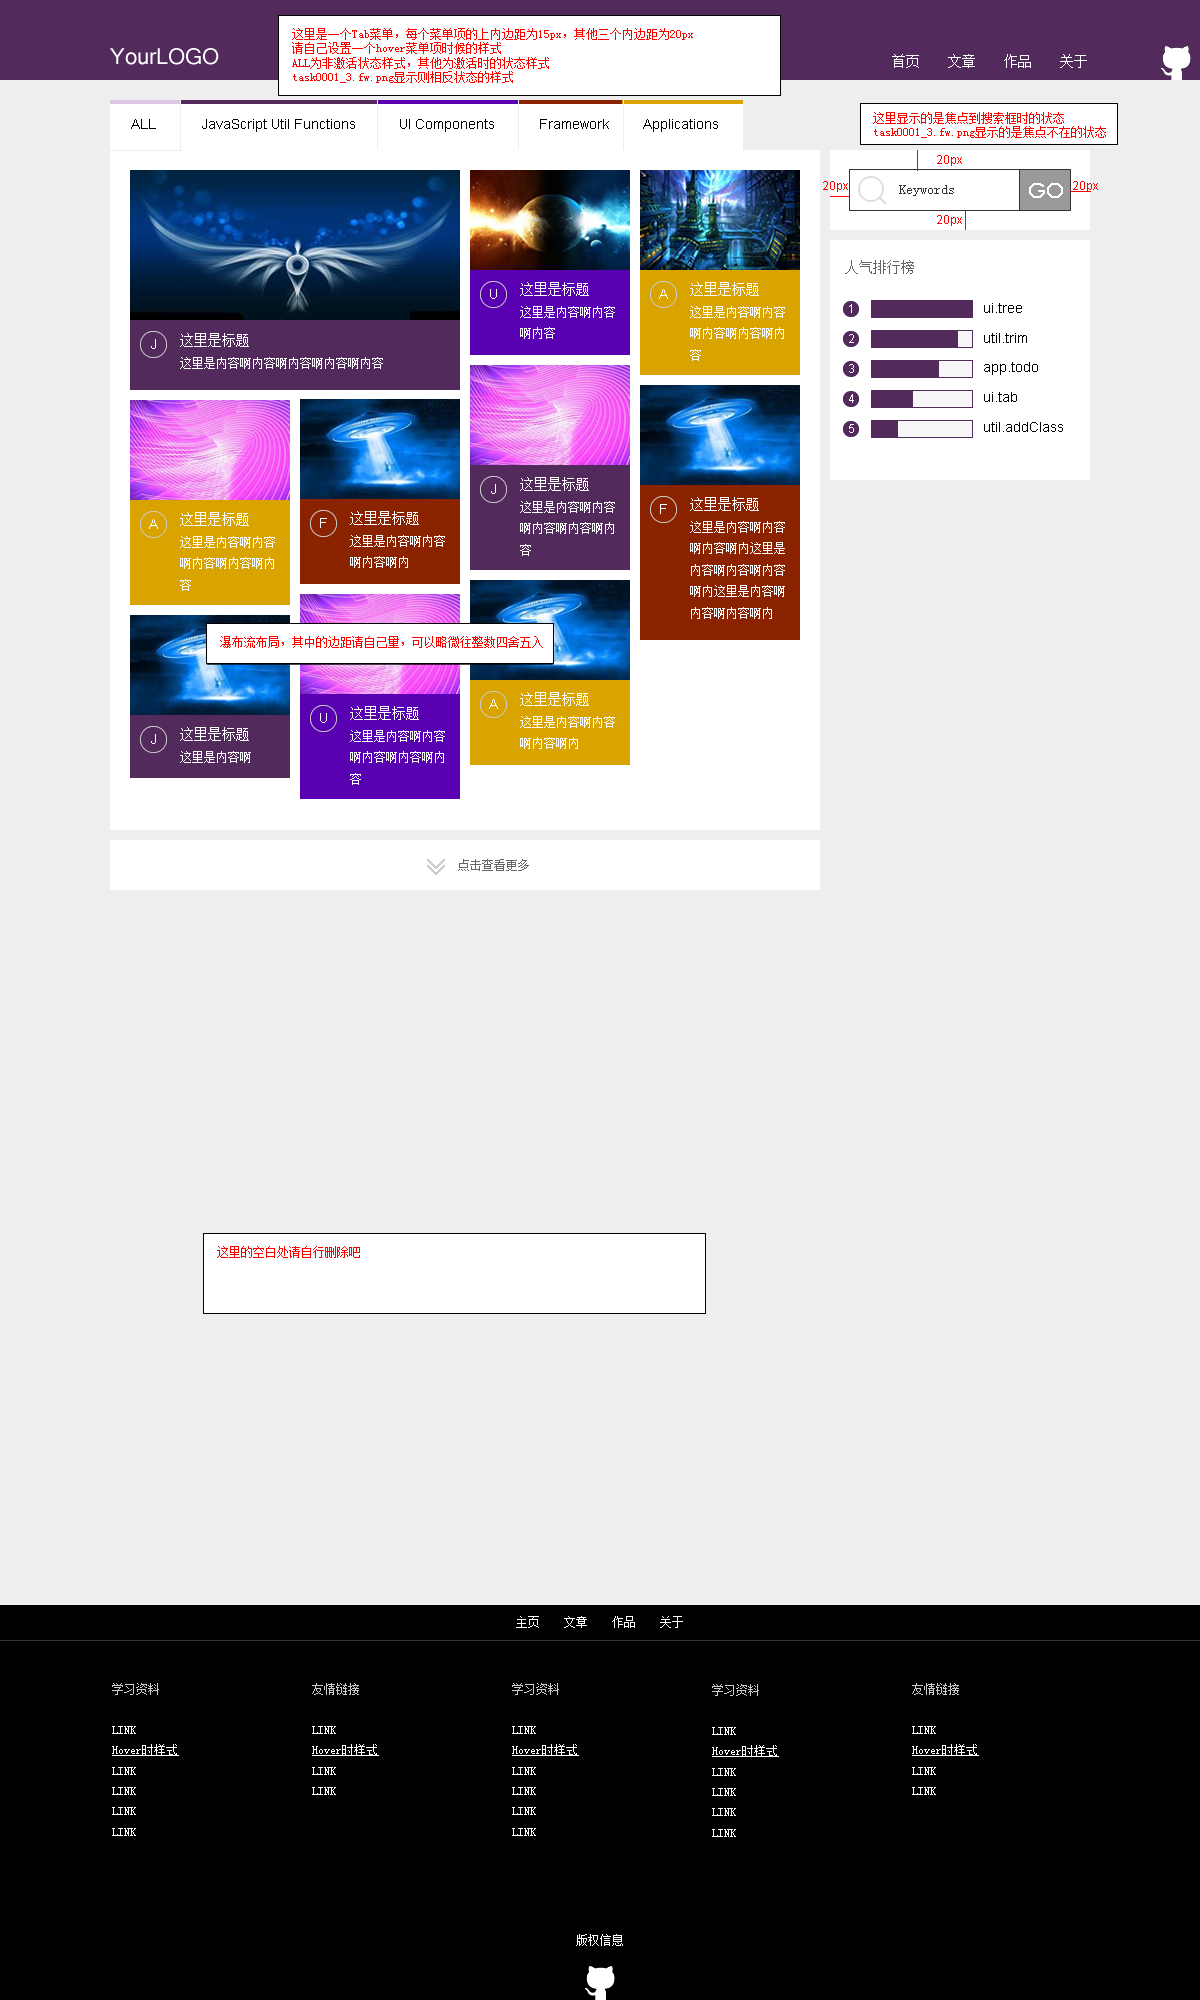 这里是一个Tab菜单，每个菜单项的上内边距为15px，其他三个内边距为20px
请自己设置一个hover菜单项时候的样式
ALL为非激活状态样式，其他为激活时的状态样式
task0001_3.fw.png显示则相反状态的样式
YourLOGO
首页 文章 作品 关于
ALL JavaScript Util Functions UI Components Framework Applications
这里显示的是焦点到搜索框时的状态
task0001_3.fw.png显示的是焦点不在的状态
20px
20px
Keywords
GO
20px
20px
人气排行榜
1 ui.tree
2 util.trim
3 app.todo
4 ui.tab
5 util.addClass
J
这里是标题
这里是内容啊内容啊内容啊内容啊内容
U
这里是标题
这里是内容啊内容
啊内容
A
这里是标题
这里是内容啊内容
啊内容啊内容啊内
容
A
这里是标题
这里是内容啊内容
啊内容啊内容啊内
容
F
这里是标题
这里是内容啊内容
啊内容啊内
J
这里是标题
这里是内容啊内容
啊内容啊内容啊内
容
F
这里是标题
这里是内容啊内容
啊内容啊内这里是
内容啊内容啊内容
啊内这里是内容啊
内容啊内容啊内
瀑布流布局，其中的边距请自己量，可以略微往整数四舍五入
J
这里是标题
这里是内容啊
U
这里是标题
这里是内容啊内容
啊内容啊内容啊内
容
A
这里是标题
这里是内容啊内容
啊内容啊内
点击查看更多
这里的空白处请自行删除吧
主页 文章 作品 关于
学习资料
LINK
Hover时样式
LINK
LINK
LINK
LINK
友情链接
LINK
Hover时样式
LINK
LINK
学习资料
LINK
Hover时样式
LINK
LINK
LINK
LINK
学习资料
LINK
Hover时样式
LINK
LINK
LINK
LINK
友情链接
LINK
Hover时样式
LINK
LINK
版权信息